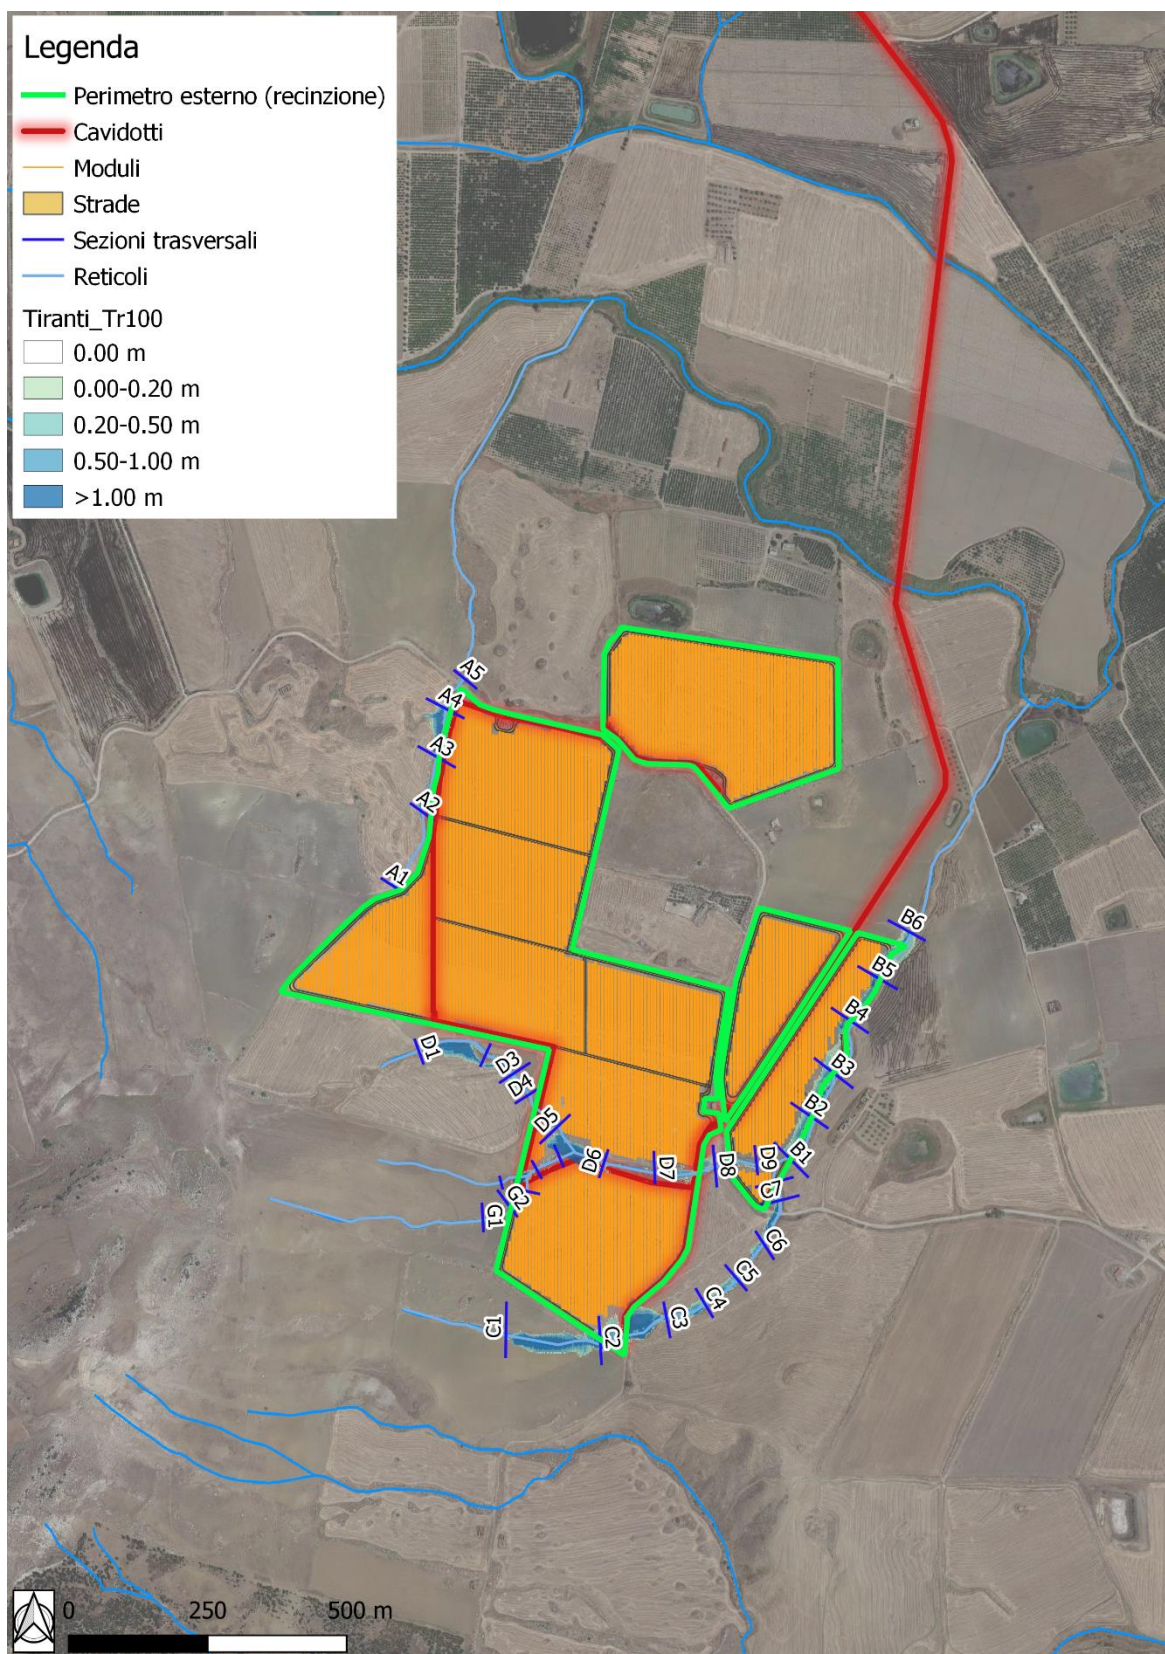 Legenda
Perimetro esterno (recinzione)
Cavidotti
Moduli
Strade
Sezioni trasversali
Reticoli
Tiranti_Tr100
0.00 m
0.00-0.20 m
0.20-0.50 m
0.50-1.00 m
>1.00 m
A5
A4
A3
A2
A1
B6
B5
B4
B3
B2
B1
D1
D3
D4
D5
D6
D7
D8
D9
G1
G2
C7
C6
C5
C4
C3
C2
C1
0 250 500 m